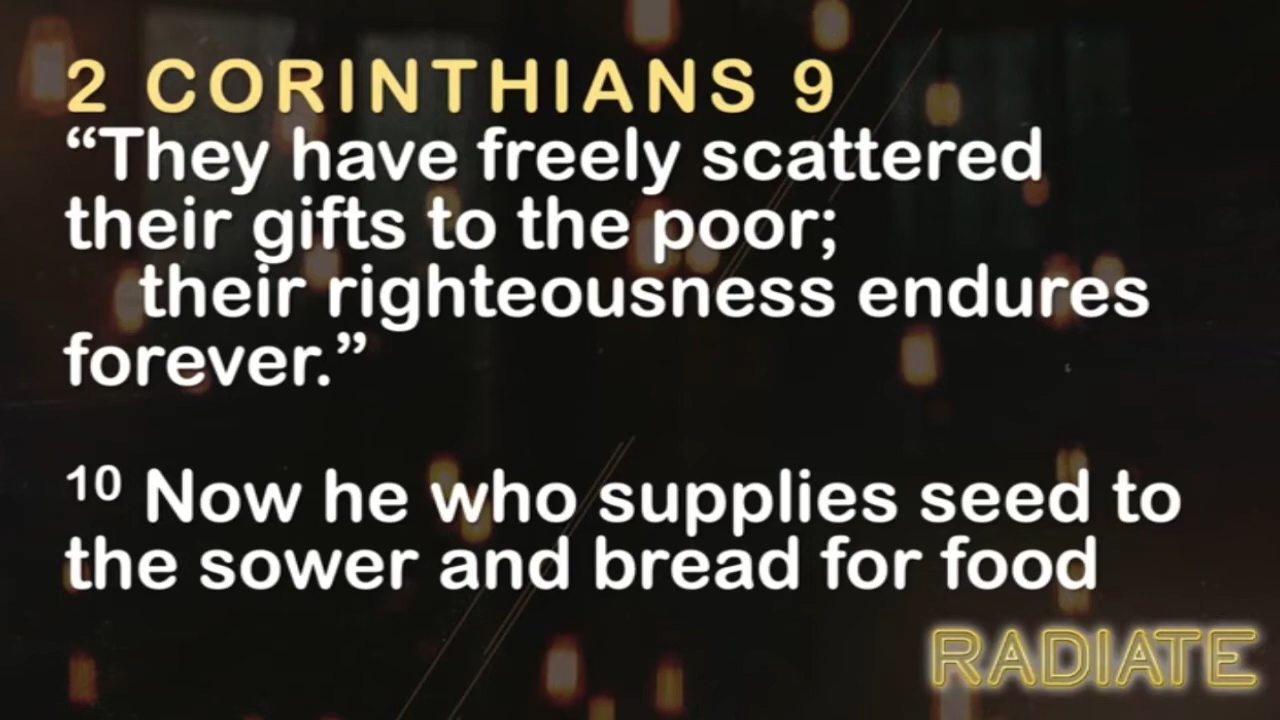 2 CORINTHIANS 9
“They have freely scattered
their gifts to the poor;
their righteousness endures
forever.”
10 Now he who supplies seed to
the sower and bread for food
RADIATE